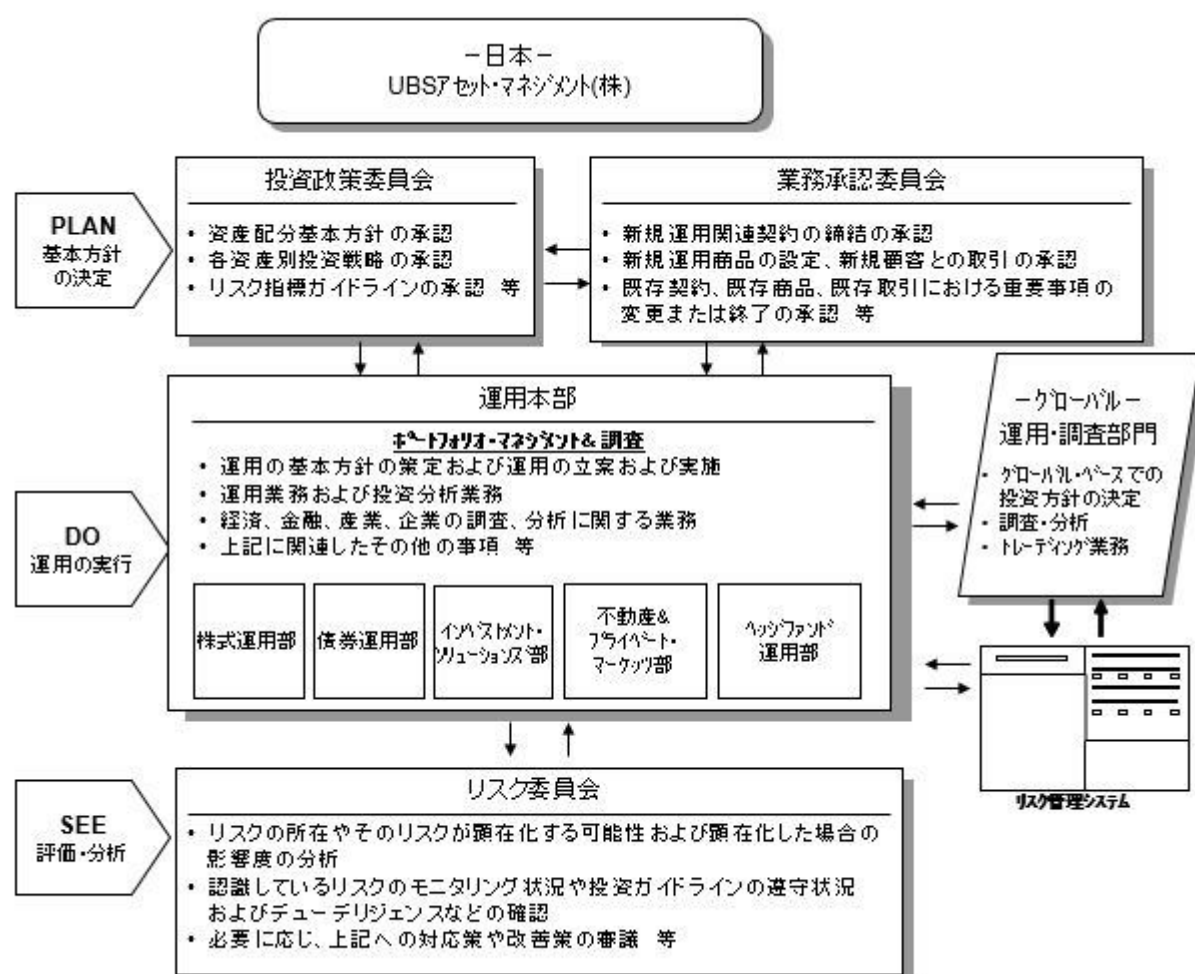 －日本－
UBSアセット・マネジメント(株)
投資政策委員会
・ 資産配分基本方針の承認
・ 各資産別投資戦略の承認
・ リスク指標ガイドラインの承認 等
業務承認委員会
・ 新規運用関連契約の締結の承認
・ 新規運用商品の設定、新規顧客との取引の承認
・ 既存契約、既存商品、既存取引における重要事項の
変更または終了の承認 等
PLAN
基本方針
の決定
運用本部
ポートフォリオ・マネジメント&調査
・ 運用の基本方針の策定および運用の立案および実施
・ 運用業務および投資分析業務
・ 経済、金融、産業、企業の調査、分析に関する業務
・ 上記に関連したその他の事項 等
DO
運用の実行
株式運用部
債券運用部
インベストメント・
ソリューションズ部
不動産&
プライベート・
マーケッツ部
ヘッジファンド
運用部
－グローバル－
運用・調査部門
・ グローバル・ベースでの
投資方針の決定
・ 調査・分析
・ トレーディング業務
リスク管理システム
SEE
評価・分析
リスク委員会
・ リスクの所在やそのリスクが顕在化する可能性および顕在化した場合の
影響度の分析
・ 認識しているリスクのモニタリング状況や投資ガイドラインの遵守状況
およびデューデリジェンスなどの確認
・ 必要に応じ、上記への対応策や改善策の審議 等